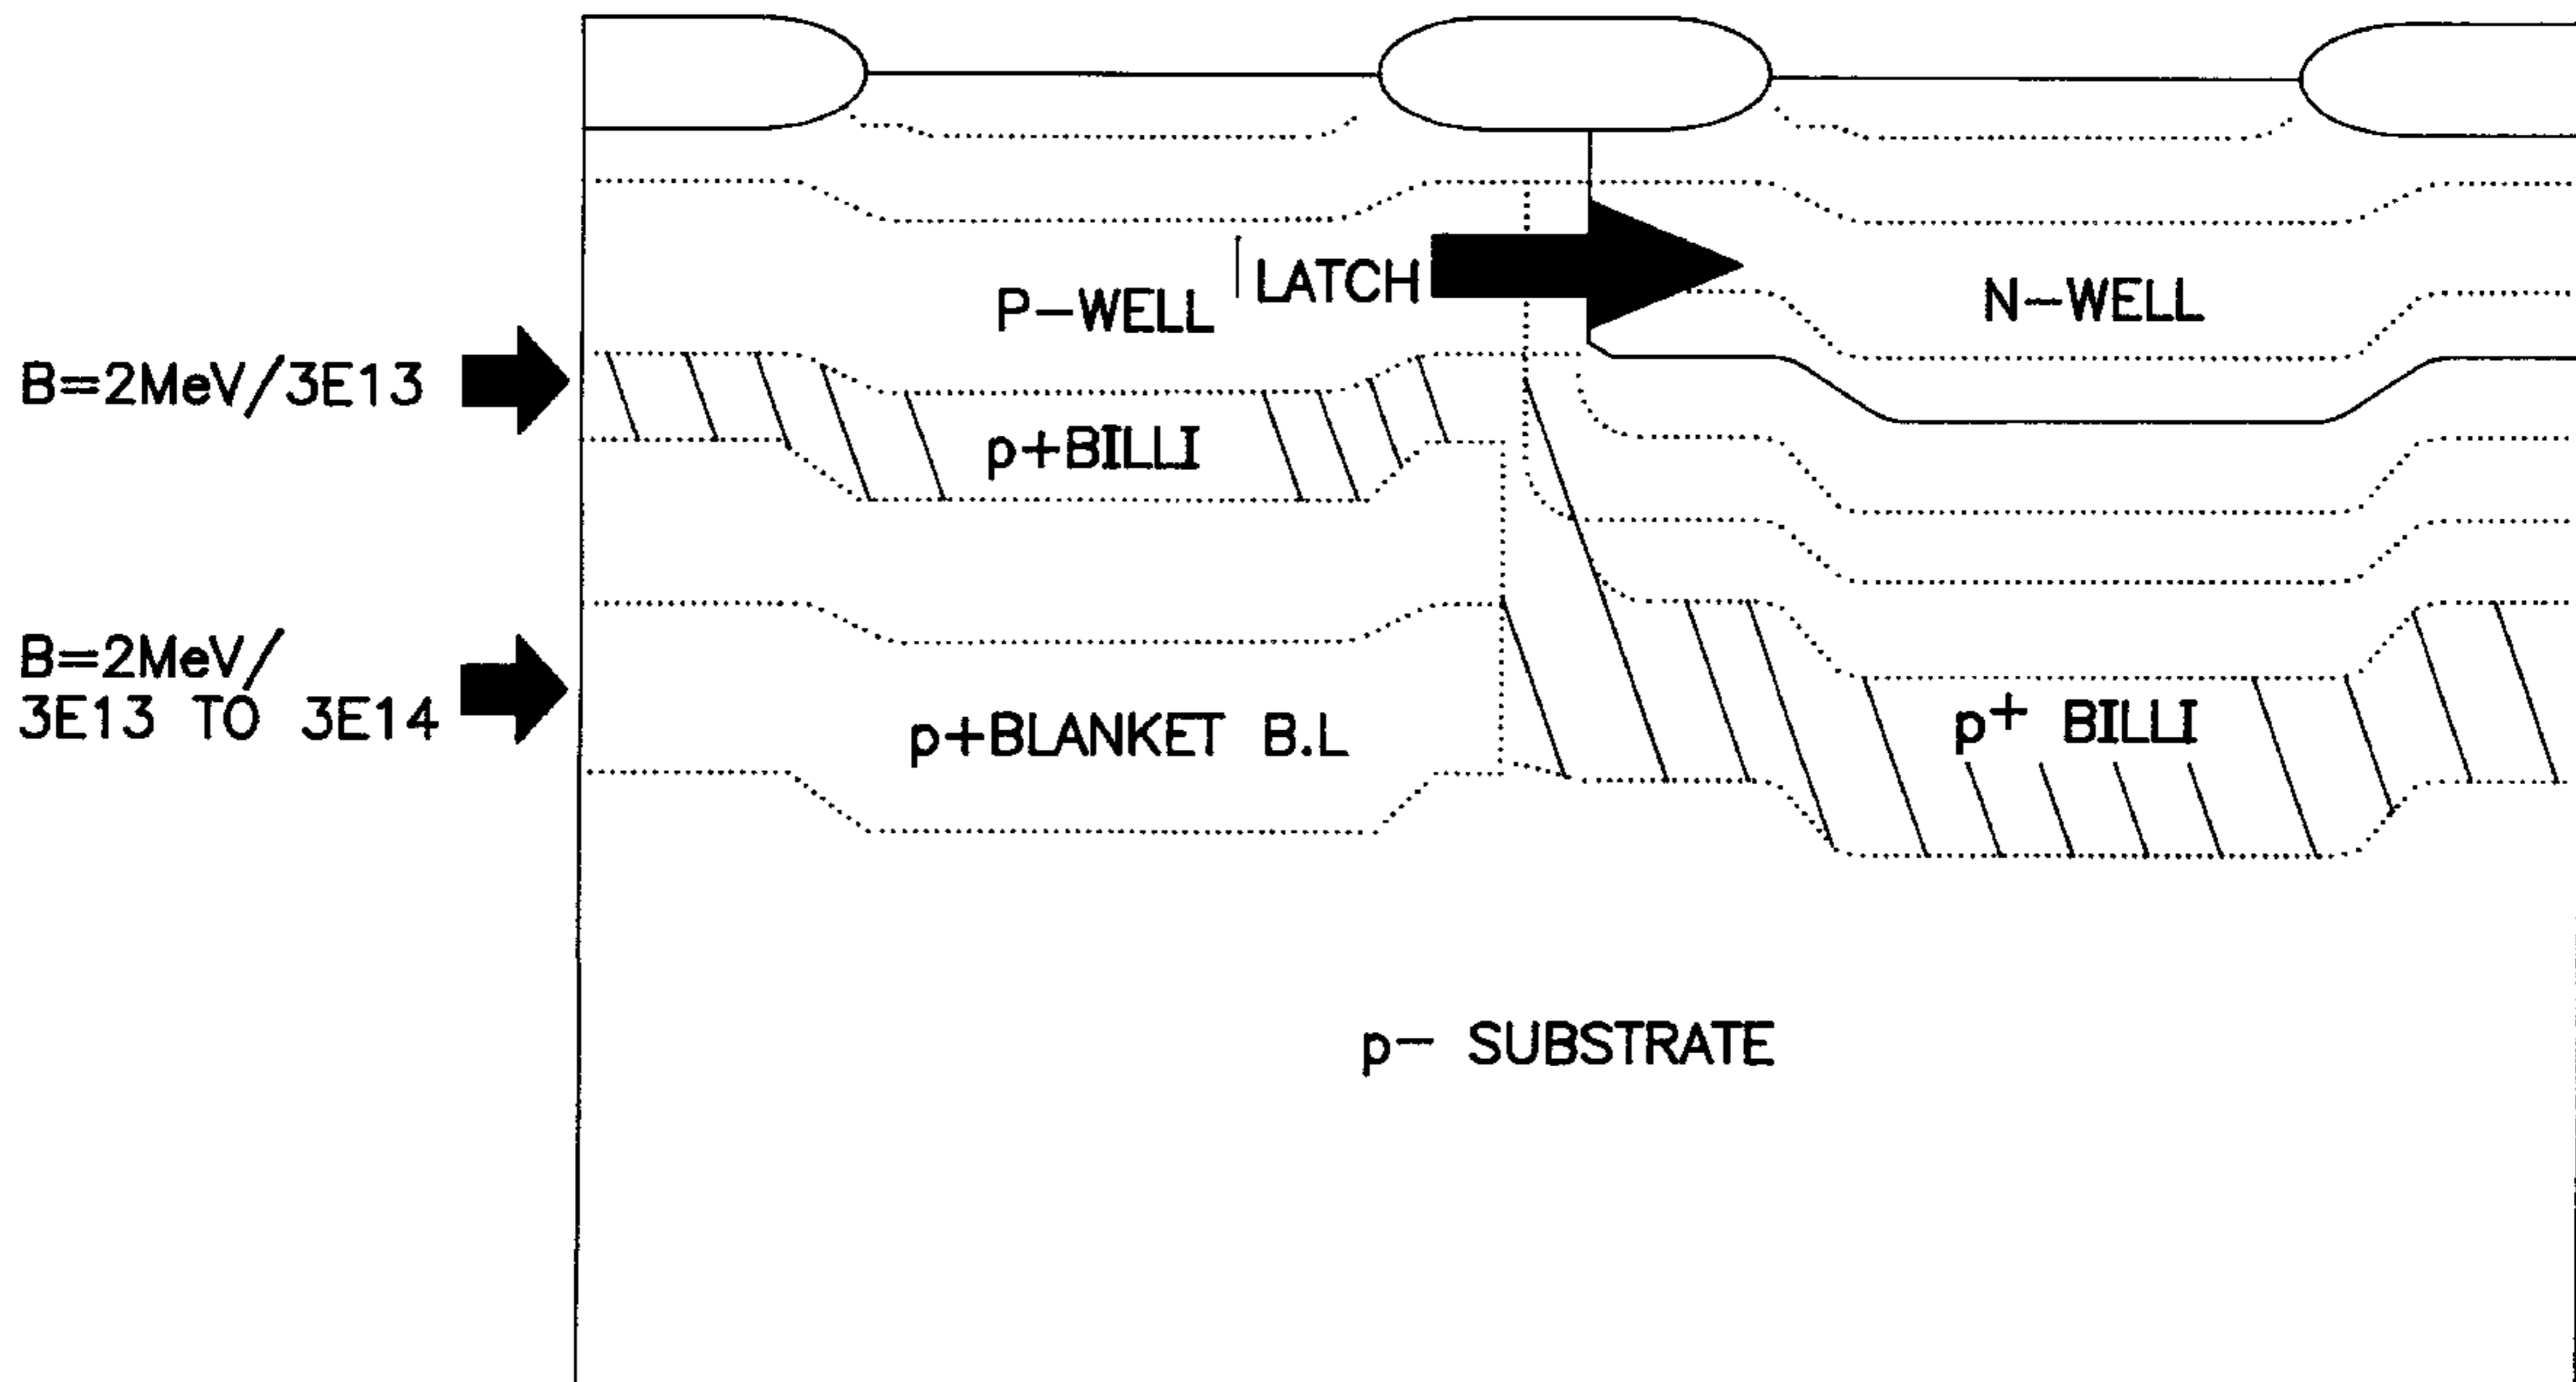 P-WELL
I LATCH
N-WELL
B=2MeV/3E13
p+BILLI
B=2MeV/
3E13 TO 3E14
p+BLANKET B.L
p+ BILLI
p- SUBSTRATE